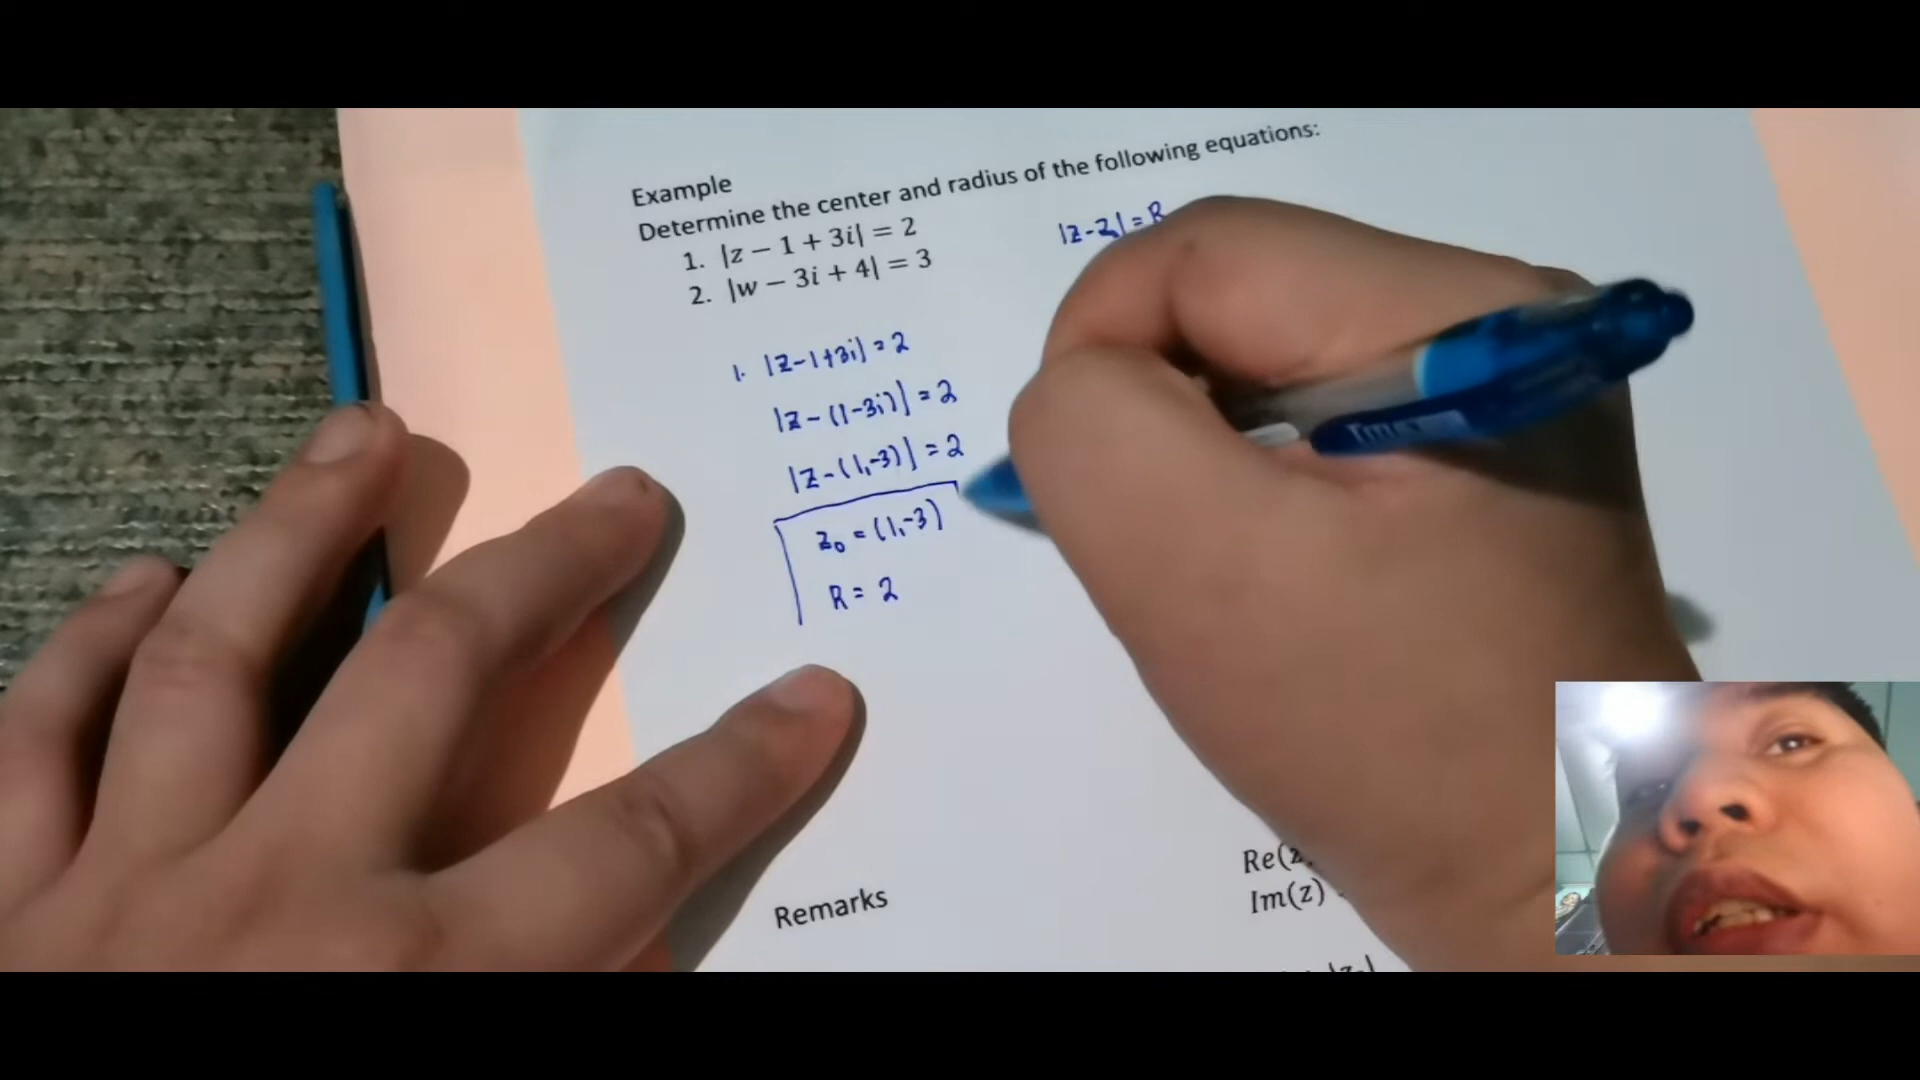 Example
Determine the center and radius of the following equations:
1. |z − 1 + 3i| = 2
2. |w − 3i + 4| = 3
|z-z₀|=R
1. |z-1+3i|=2
|z-(1-3i)|=2
|z-(1,-3)|=2
z₀=(1,-3)
R=2
Remarks
Re(z
Im(z)